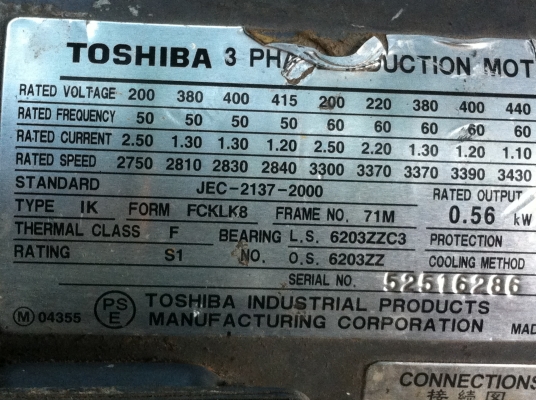 TOSHIBA 3 PHA DUCTION MOT
RATED VOLTAGE 200 380 400 415 200 220 380 400 440
RATED FREQUENCY 50 50 50 50 60 60 60 60 60
RATED CURRENT 2.50 1.30 1.30 1.20 2.50 2.20 1.30 1.20 1.10
RATED SPEED 2750 2810 2830 2840 3300 3370 3370 3390 3430
STANDARD JEC-2137-2000 RATED OUTPUT
TYPE IK FORM FCKLK8 FRAME NO. 71M 0.56 kW
THERMAL CLASS F BEARING L.S. 6203ZZC3 PROTECTION
RATING S1 NO. O.S. 6203ZZ COOLING METHOD
SERIAL NO. 52516286
M 04355 PS E TOSHIBA INDUSTRIAL PRODUCTS
MANUFACTURING CORPORATION MAD
CONNECTIONS
接続図